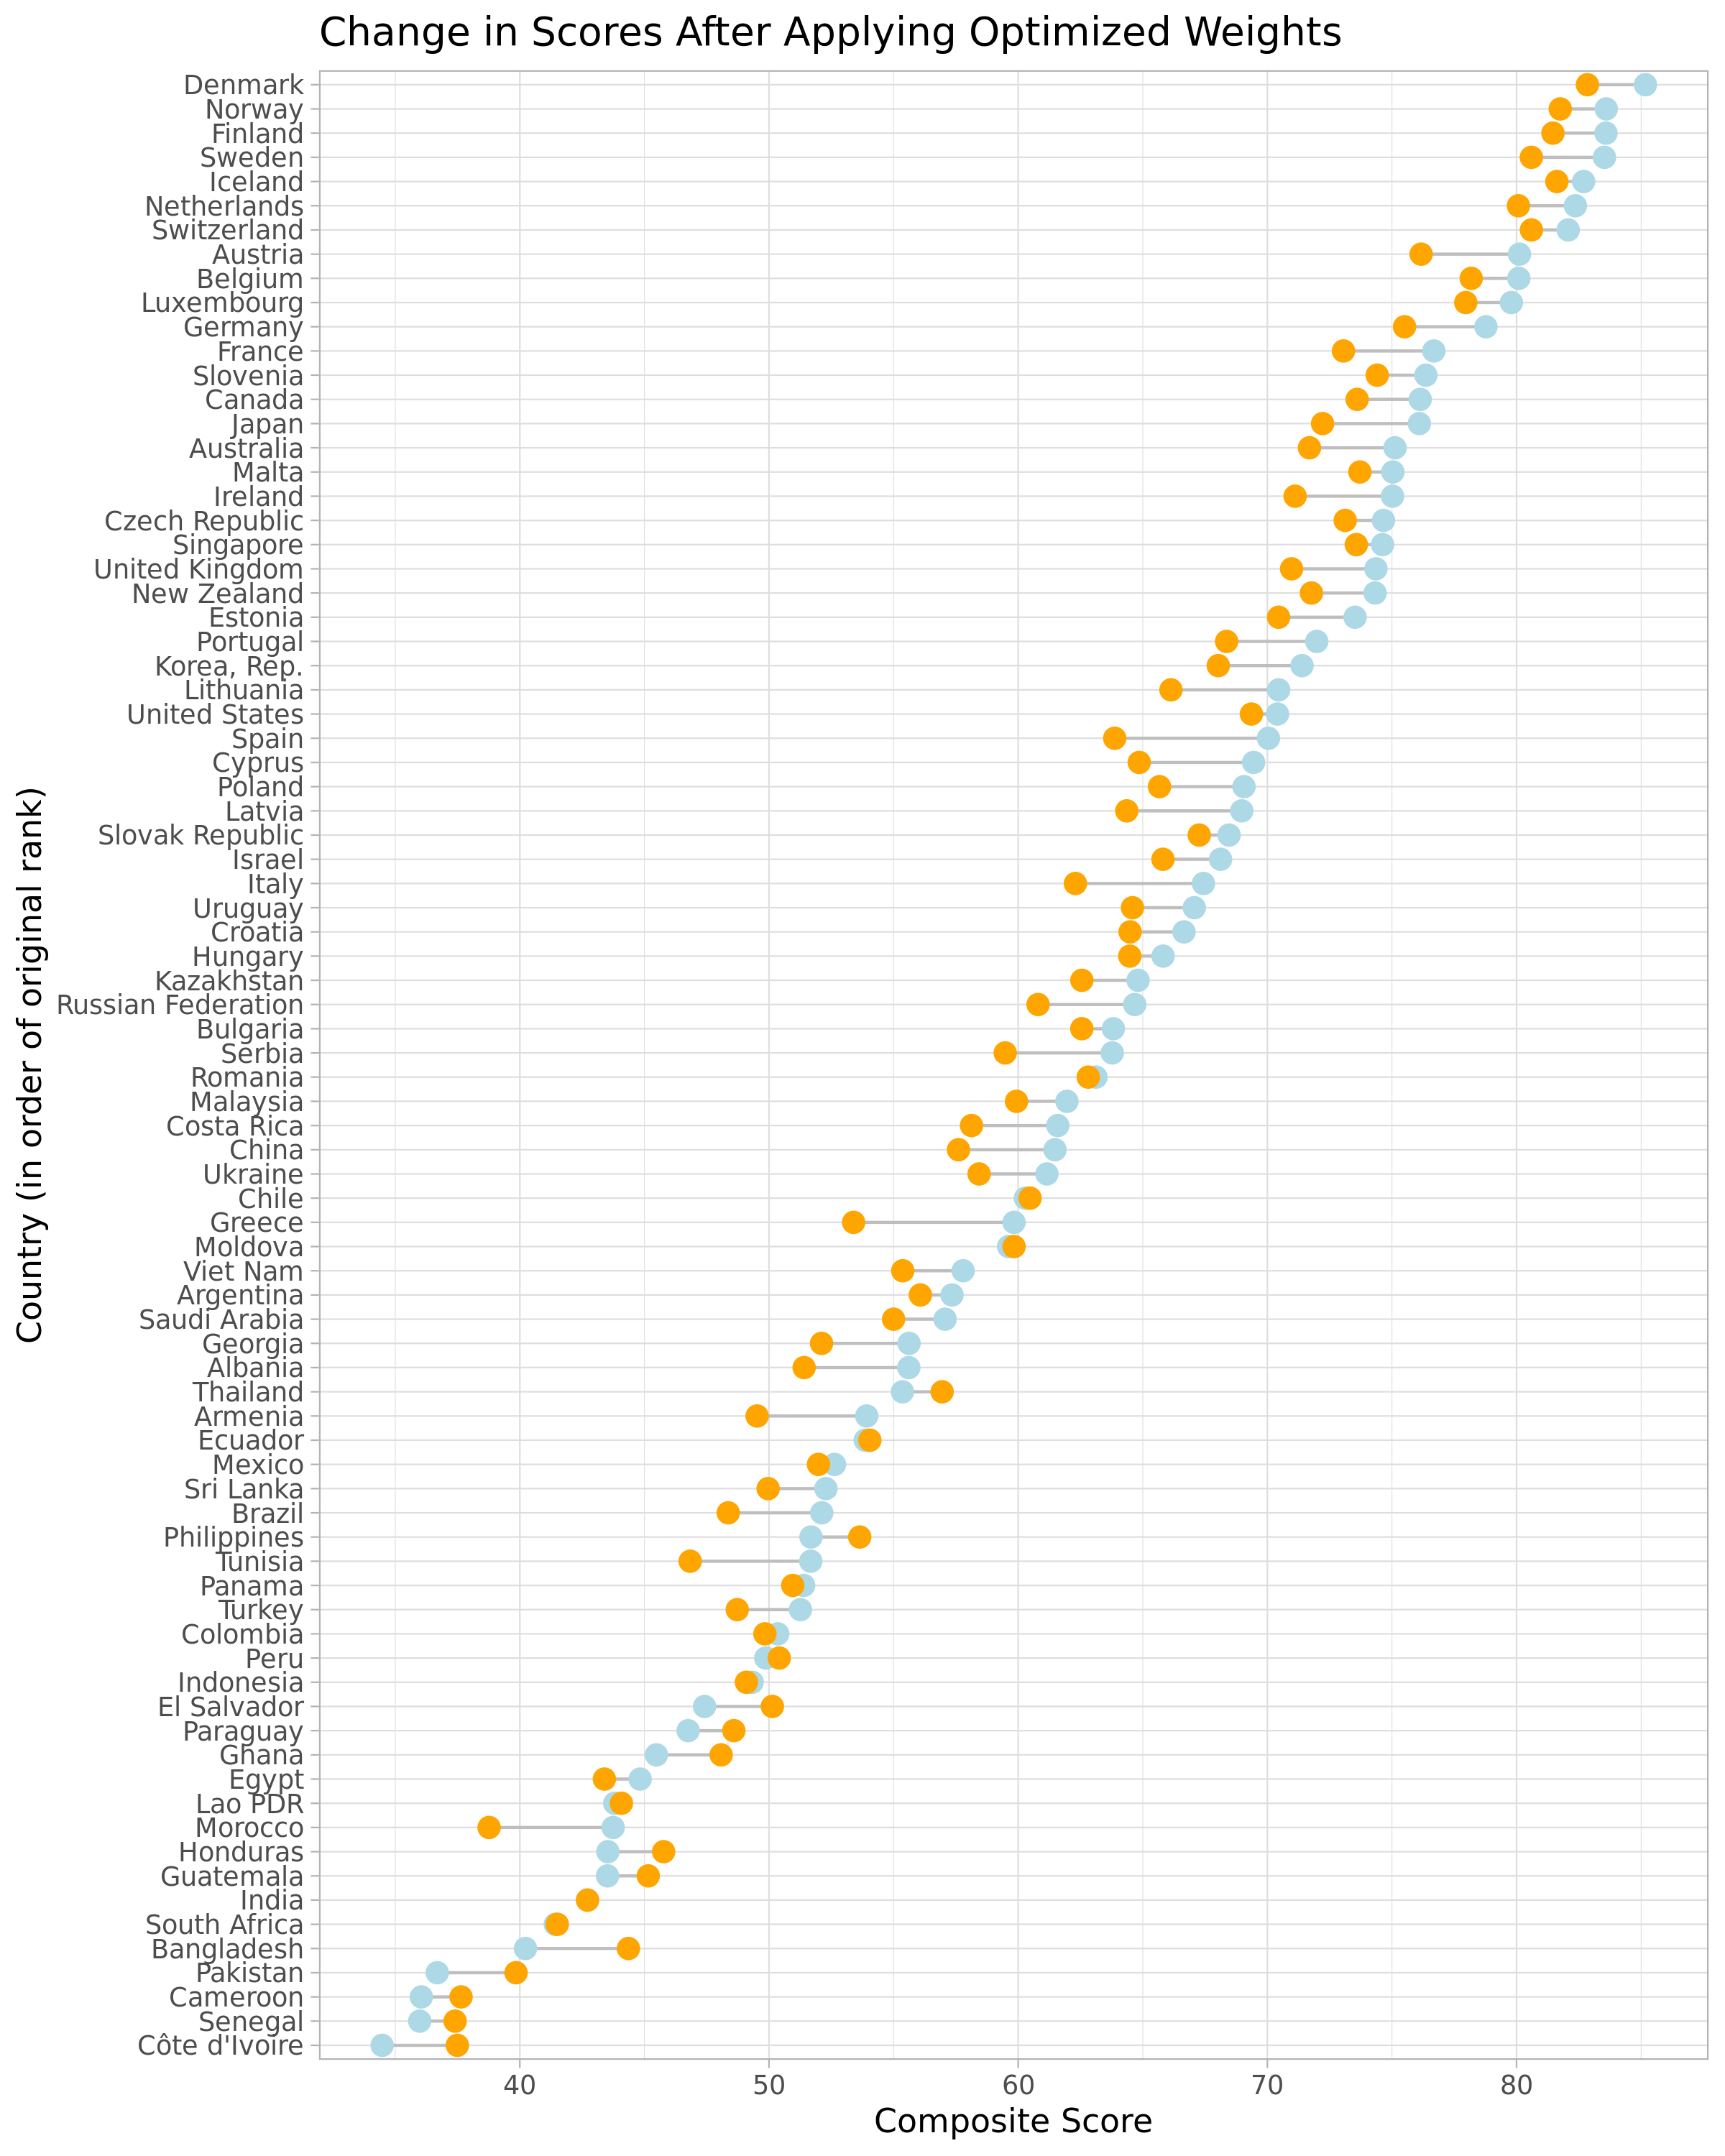 Change in Scores After Applying Optimized Weights
Country (in order of original rank)
Denmark
Norway
Finland
Sweden
Iceland
Netherlands
Switzerland
Austria
Belgium
Luxembourg
Germany
France
Slovenia
Canada
Japan
Australia
Malta
Ireland
Czech Republic
Singapore
United Kingdom
New Zealand
Estonia
Portugal
Korea, Rep.
Lithuania
United States
Spain
Cyprus
Poland
Latvia
Slovak Republic
Israel
Italy
Uruguay
Croatia
Hungary
Kazakhstan
Russian Federation
Bulgaria
Serbia
Romania
Malaysia
Costa Rica
China
Ukraine
Chile
Greece
Moldova
Viet Nam
Argentina
Saudi Arabia
Georgia
Albania
Thailand
Armenia
Ecuador
Mexico
Sri Lanka
Brazil
Philippines
Tunisia
Panama
Turkey
Colombia
Peru
Indonesia
El Salvador
Paraguay
Ghana
Egypt
Lao PDR
Morocco
Honduras
Guatemala
India
South Africa
Bangladesh
Pakistan
Cameroon
Senegal
Côte d'Ivoire
40 50 60 70 80
Composite Score